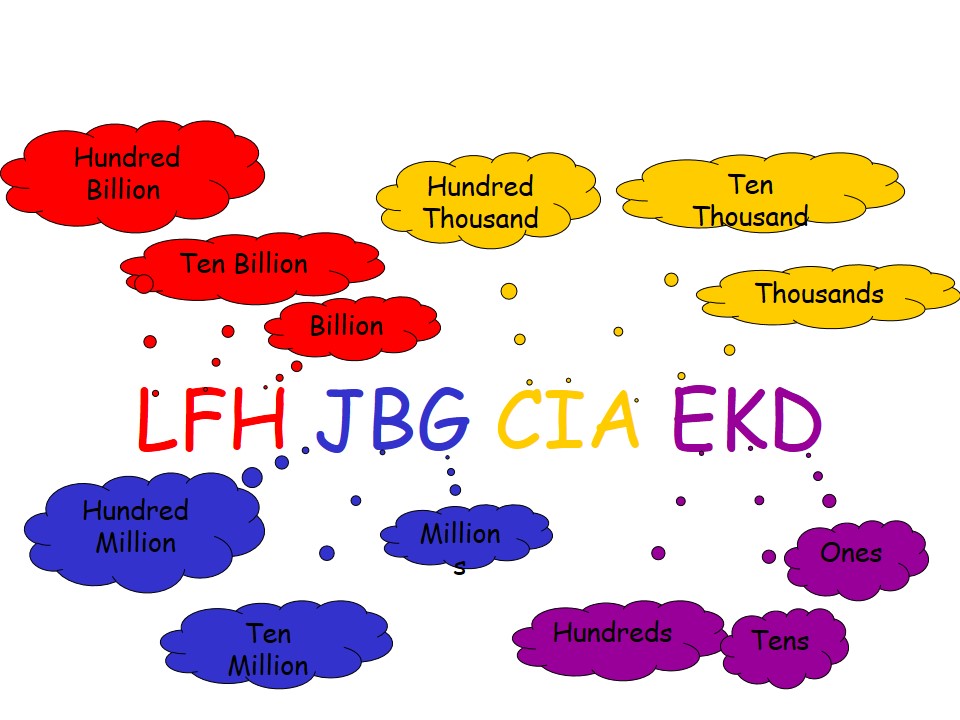 Hundred
Billion
Hundred
Thousand
Ten
Thousand
Ten Billion
Thousands
Billion
LFH JBG CIA EKD
Hundred
Million
Million
s
Ones
Ten
Million
Hundreds
Tens